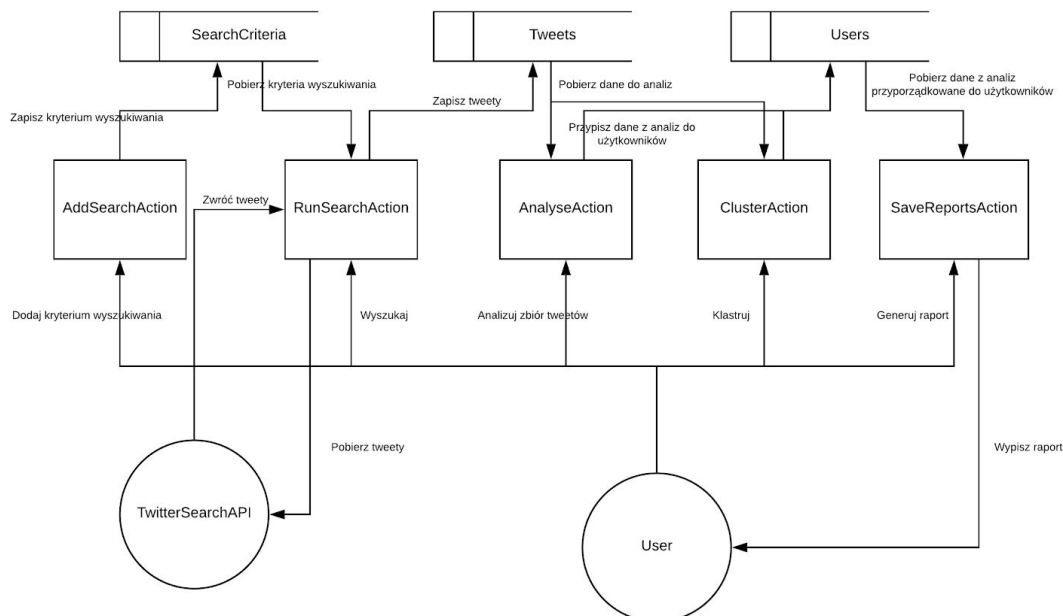 SearchCriteria
Tweets
Users
Pobierz kryteria wyszukiwania
Pobierz dane do analiz
Pobierz dane z analiz
przyporządkowane do użytkowników
Zapisz tweety
Zapisz kryterium wyszukiwania
Przypisz dane z analiz do
użytkowników
AddSearchAction
Zwróć tweety
RunSearchAction
AnalyseAction
ClusterAction
SaveReportsAction
Dodaj kryterium wyszukiwania
Wyszukaj
Analizuj zbiór tweetów
Klastruj
Generuj raport
Pobierz tweety
Wypisz raport
TwitterSearchAPI
User